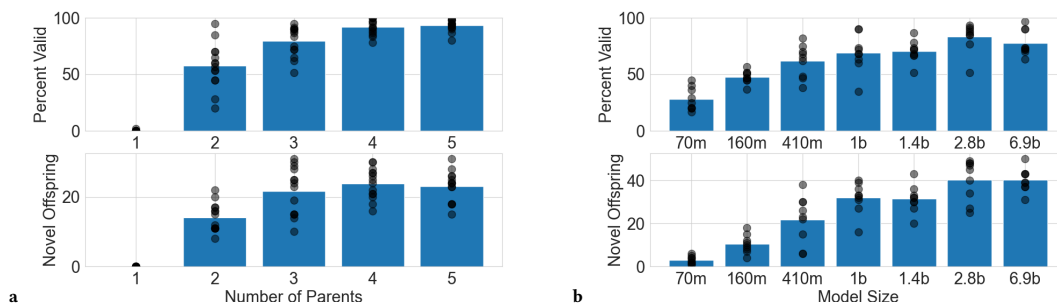 Percent Valid
100
50
0
1 2 3 4 5
Novel Offspring
20
0
1 2 3 4 5
a
Number of Parents
Percent Valid
100
50
0
70m 160m 410m 1b 1.4b 2.8b 6.9b
Novel Offspring
40
20
0
70m 160m 410m 1b 1.4b 2.8b 6.9b
b
Model Size